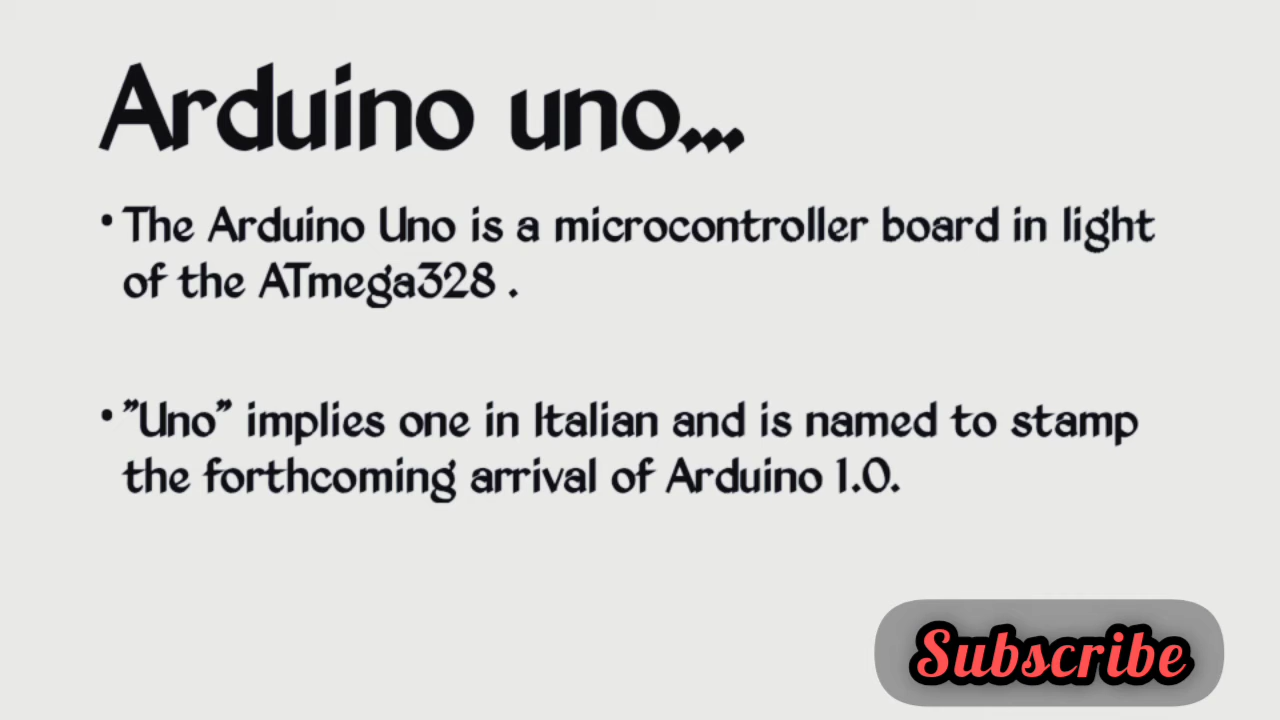 Arduino uno...
• The Arduino Uno is a microcontroller board in light
of the ATmega328 .
• ”Uno” implies one in Italian and is named to stamp
the forthcoming arrival of Arduino 1.0.
Subscribe